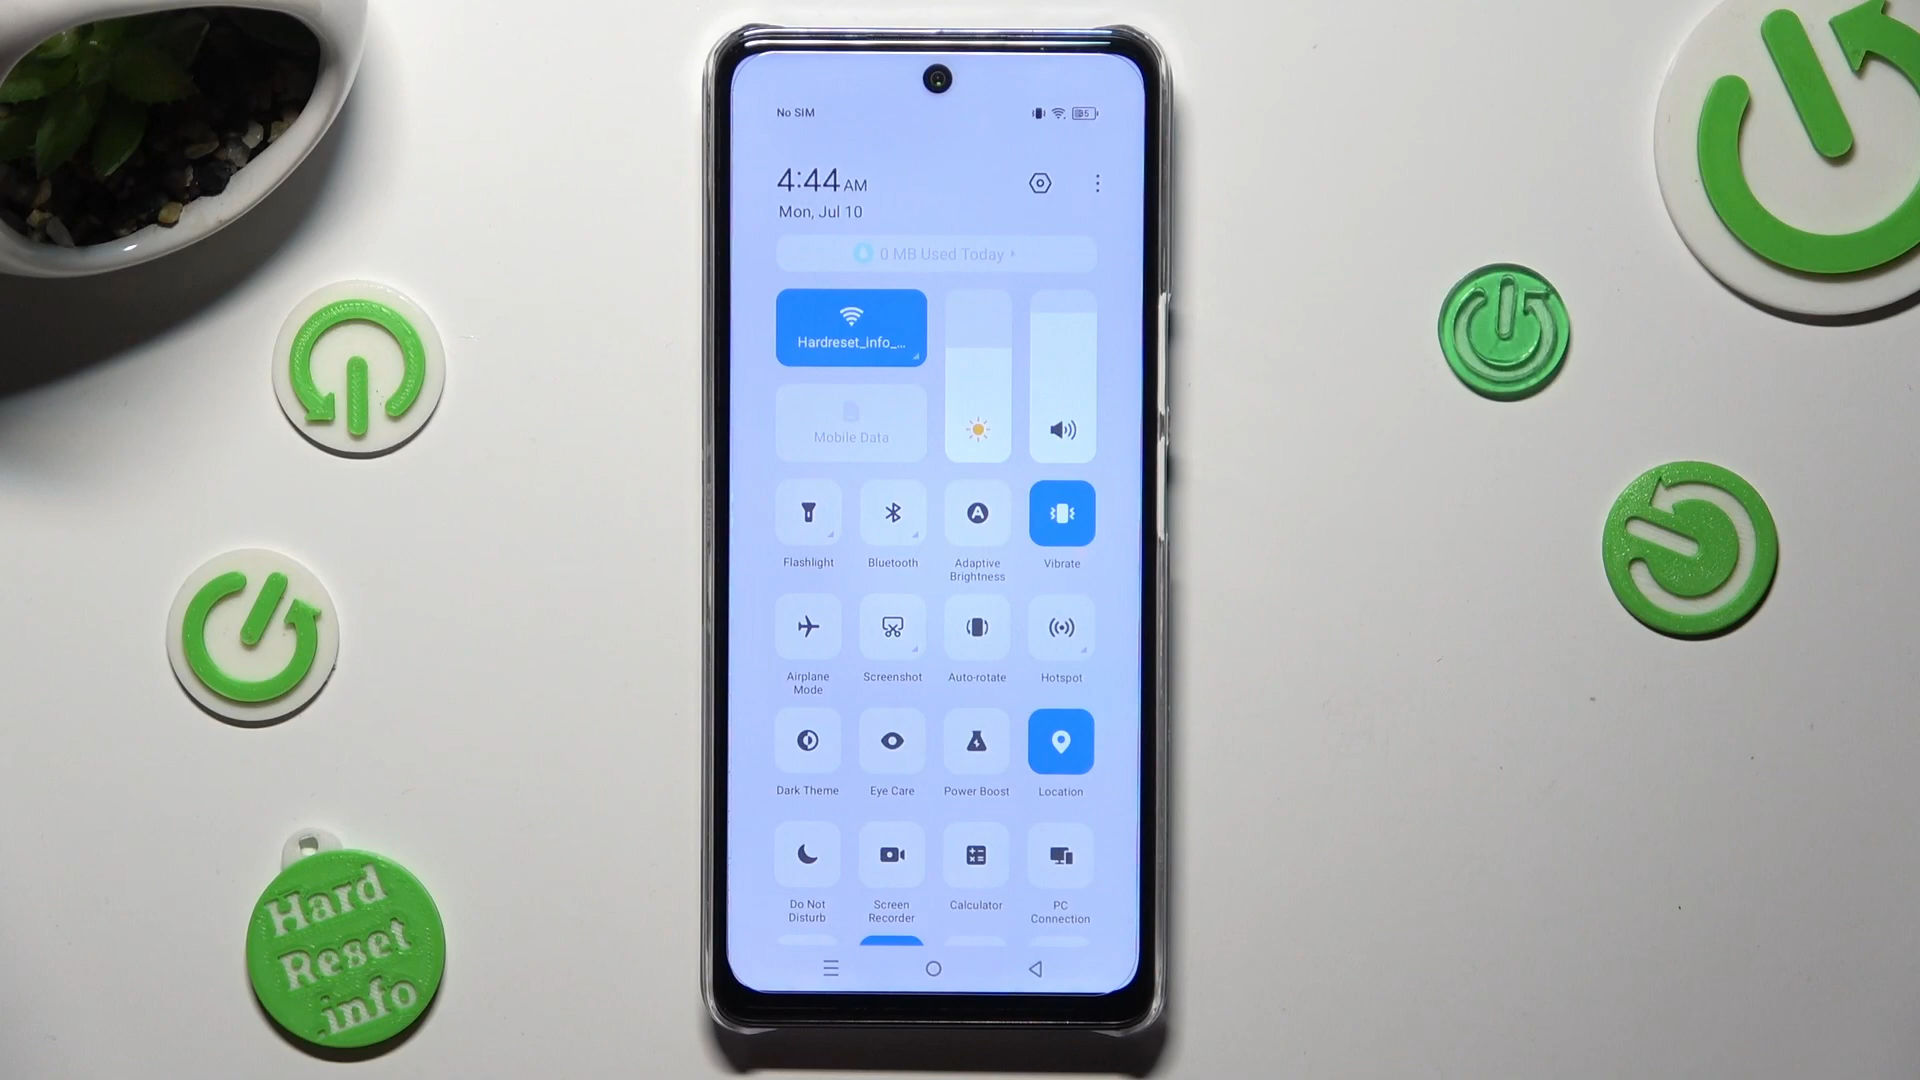 No SIM
85
4:44 AM
Mon, Jul 10
0 MB Used Today
Hardreset_info_...
Mobile Data
Flashlight
Bluetooth
Adaptive
Brightness
Vibrate
Airplane
Mode
Screenshot
Auto-rotate
Hotspot
Dark Theme
Eye Care
Power Boost
Location
Do Not
Disturb
Screen
Recorder
Calculator
PC
Connection
Hard
Reset
.info